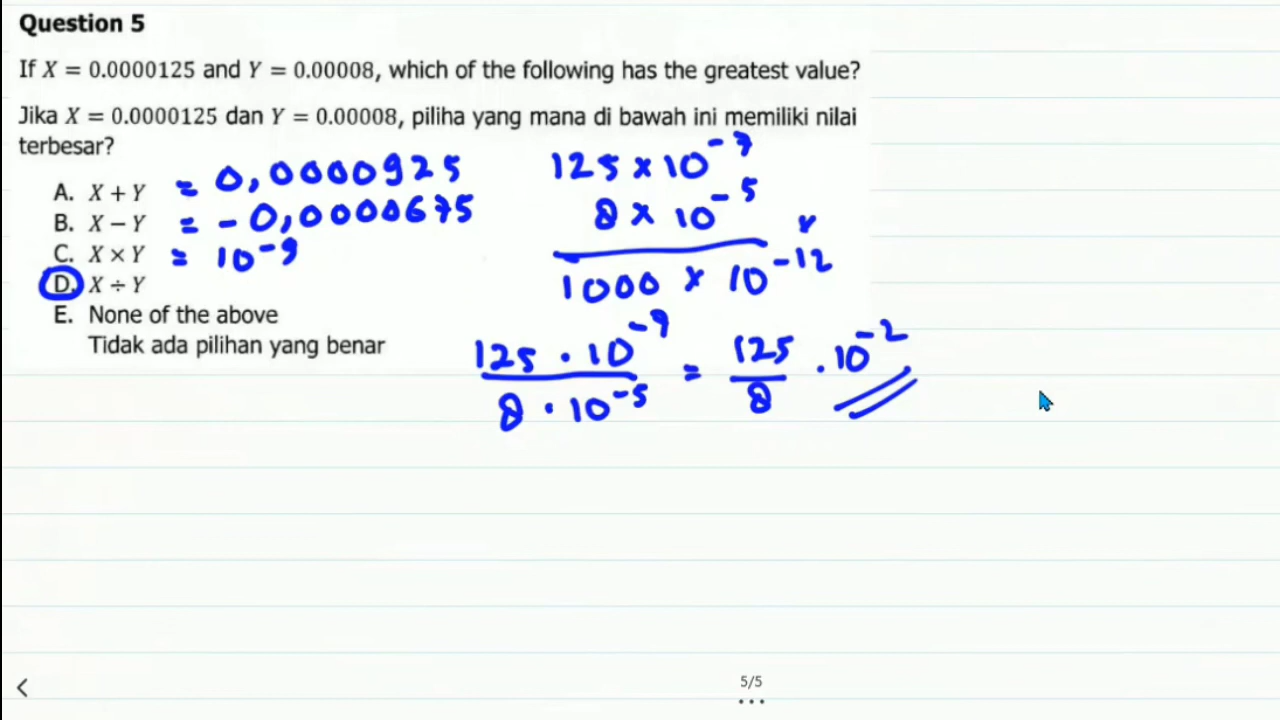 Question 5
If X = 0.0000125 and Y = 0.00008, which of the following has the greatest value?
Jika X = 0.0000125 dan Y = 0.00008, piliha yang mana di bawah ini memiliki nilai
terbesar?
A. X + Y = 0,0000925
B. X − Y = -0,0000675
C. X × Y = 10^-9
D. X ÷ Y
E. None of the above
Tidak ada pilihan yang benar
125 x 10^-7
8 x 10^-5
x
1000 x 10^-12
125 · 10^-7 / 8 · 10^-5 = 125 / 8 · 10^-2
5/5